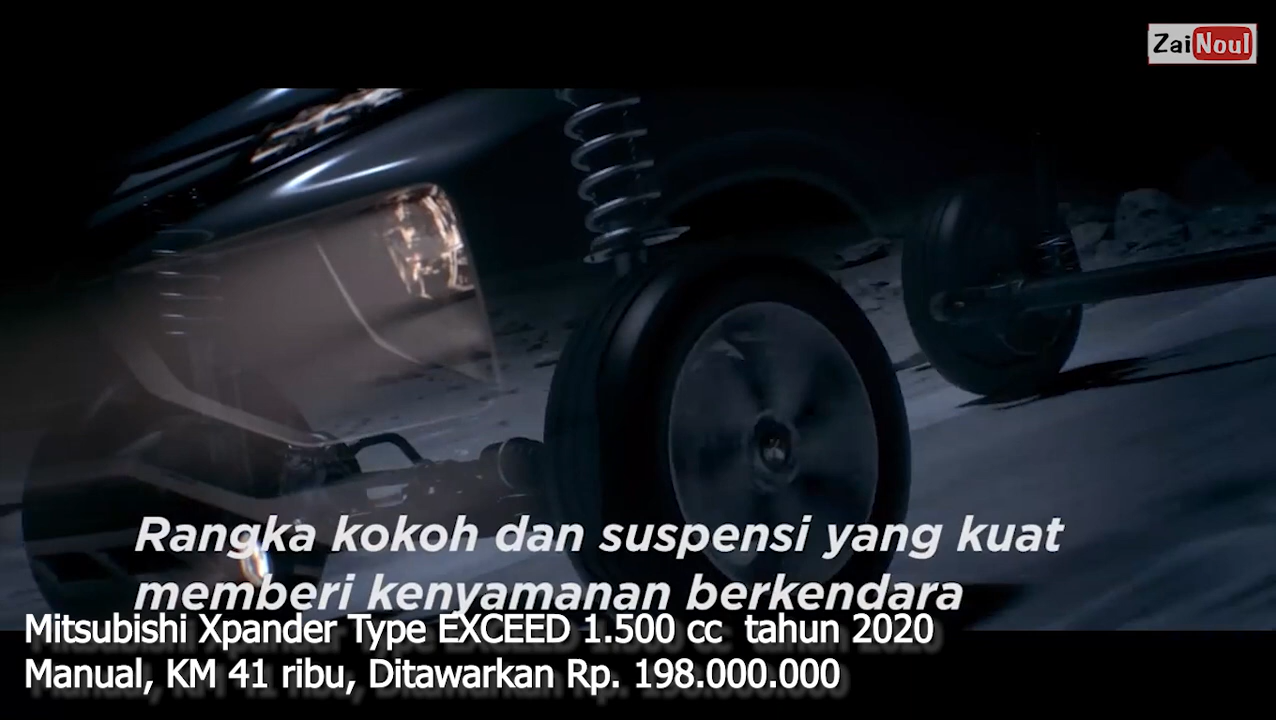 ZaiNoul
Rangka kokoh dan suspensi yang kuat
memberi kenyamanan berkendara
Mitsubishi Xpander Type EXCEED 1.500 cc  tahun 2020
Manual, KM 41 ribu, Ditawarkan Rp. 198.000.000